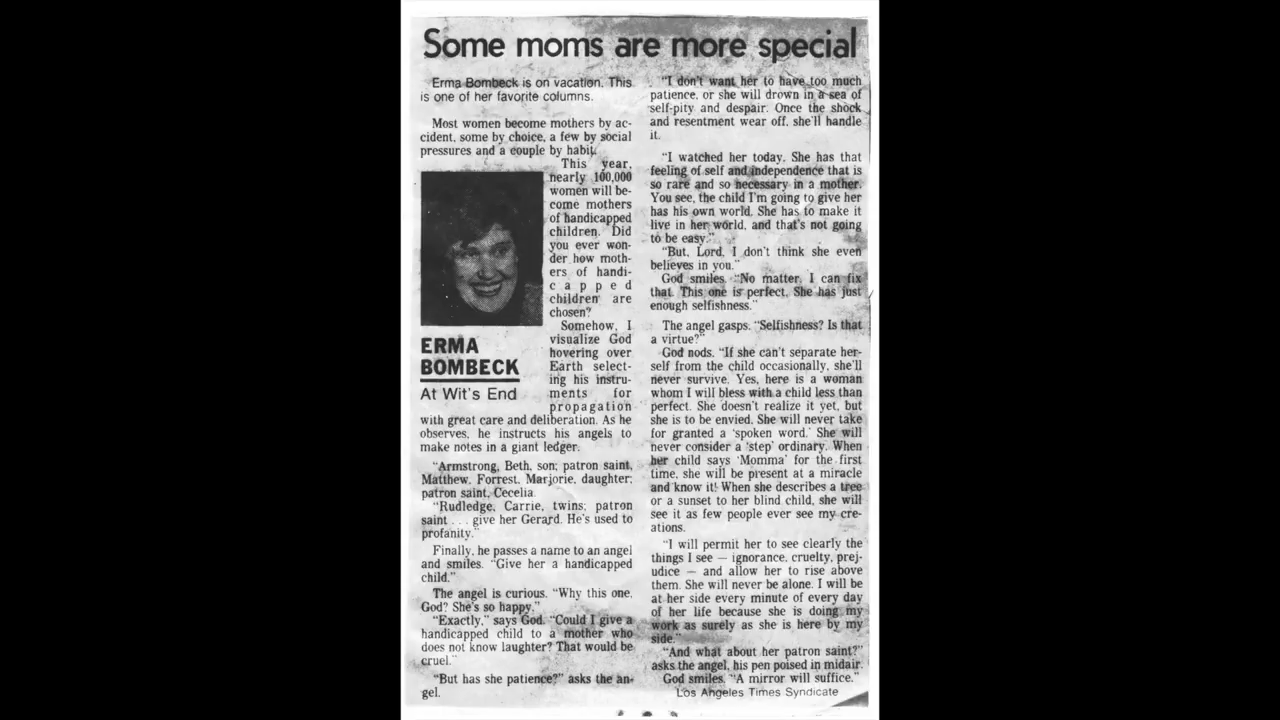 Some moms are more special
Erma Bombeck is on vacation. This
is one of her favorite columns.
Most women become mothers by ac-
cident, some by choice, a few by social
pressures and a couple by habit.
This year,
nearly 100,000
women will be-
come mothers
of handicapped
children. Did
you ever won-
der how moth-
ers of handi-
capped
children are
chosen?
Somehow, I
visualize God
hovering over
Earth select-
ing his instru-
ments for
propagation
ERMA
BOMBECK
At Wit's End
with great care and deliberation. As he
observes, he instructs his angels to
make notes in a giant ledger.
"Armstrong, Beth, son; patron saint,
Matthew. Forrest, Marjorie, daughter;
patron saint, Cecelia.
"Rudledge, Carrie, twins; patron
saint . . . give her Gerard. He's used to
profanity."
Finally, he passes a name to an angel
and smiles. "Give her a handicapped
child."
The angel is curious. "Why this one,
God? She's so happy."
"Exactly," says God. "Could I give a
handicapped child to a mother who
does not know laughter? That would be
cruel."
"But has she patience?" asks the an-
gel.
"I don't want her to have too much
patience, or she will drown in a sea of
self-pity and despair. Once the shock
and resentment wear off, she'll handle
it.
"I watched her today. She has that
feeling of self and independence that is
so rare and so necessary in a mother.
You see, the child I'm going to give her
has his own world. She has to make it
live in her world, and that's not going
to be easy."
"But, Lord, I don't think she even
believes in you."
God smiles. "No matter, I can fix
that. This one is perfect. She has just
enough selfishness."
The angel gasps. "Selfishness? Is that
a virtue?"
God nods. "If she can't separate her-
self from the child occasionally, she'll
never survive. Yes, here is a woman
whom I will bless with a child less than
perfect. She doesn't realize it yet, but
she is to be envied. She will never take
for granted a 'spoken word.' She will
never consider a 'step' ordinary. When
her child says 'Momma' for the first
time, she will be present at a miracle
and know it! When she describes a tree
or a sunset to her blind child, she will
see it as few people ever see my cre-
ations.
"I will permit her to see clearly the
things I see — ignorance, cruelty, prej-
udice — and allow her to rise above
them. She will never be alone. I will be
at her side every minute of every day
of her life because she is doing my
work as surely as she is here by my
side."
"And what about her patron saint?"
asks the angel, his pen poised in midair.
God smiles. "A mirror will suffice."
Los Angeles Times Syndicate